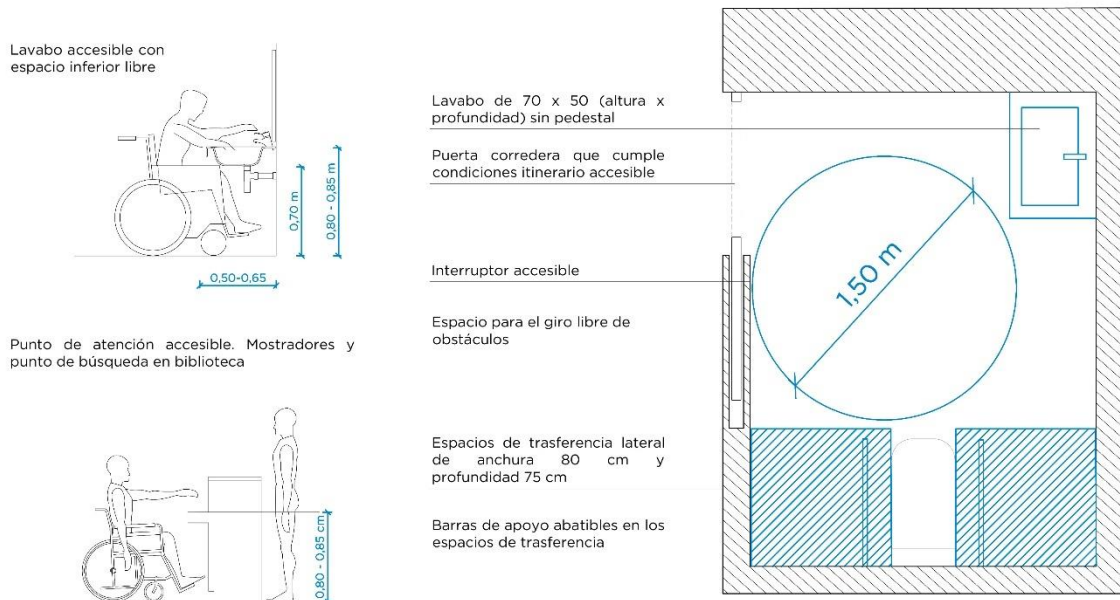 Lavabo accesible con
espacio inferior libre
0,70 m
0,80 - 0,85 m
0,50-0,65
Punto de atención accesible. Mostradores y
punto de búsqueda en biblioteca
0,80 - 0,85 cm
Lavabo de 70 x 50 (altura x
profundidad) sin pedestal
Puerta corredera que cumple
condiciones itinerario accesible
Interruptor accesible
Espacio para el giro libre de
obstáculos
Espacios de trasferencia lateral
de anchura 80 cm y
profundidad 75 cm
Barras de apoyo abatibles en los
espacios de trasferencia
1,50 m